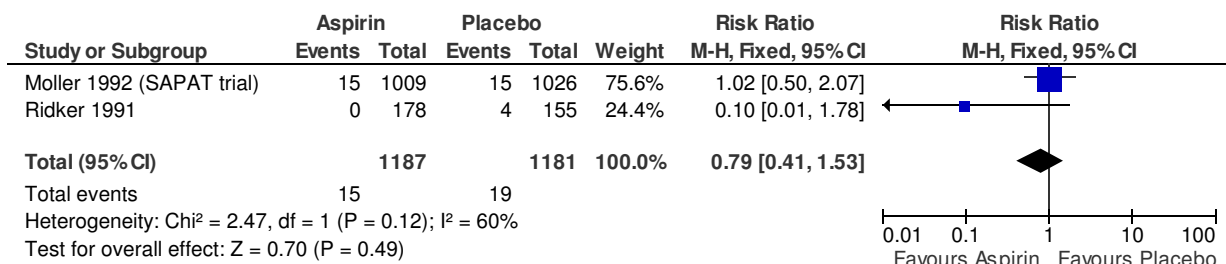 Aspirin Placebo Risk Ratio Risk Ratio
Study or Subgroup Events Total Events Total Weight M-H, Fixed, 95% CI M-H, Fixed, 95% CI
Moller 1992 (SAPAT trial) 15 1009 15 1026 75.6% 1.02 [0.50, 2.07]
Ridker 1991 0 178 4 155 24.4% 0.10 [0.01, 1.78]
Total (95% CI) 1187 1181 100.0% 0.79 [0.41, 1.53]
Total events 15 19
Heterogeneity: Chi² = 2.47, df = 1 (P = 0.12); I² = 60%
Test for overall effect: Z = 0.70 (P = 0.49)
0.01 0.1 1 10 100
Favours Aspirin Favours Placebo